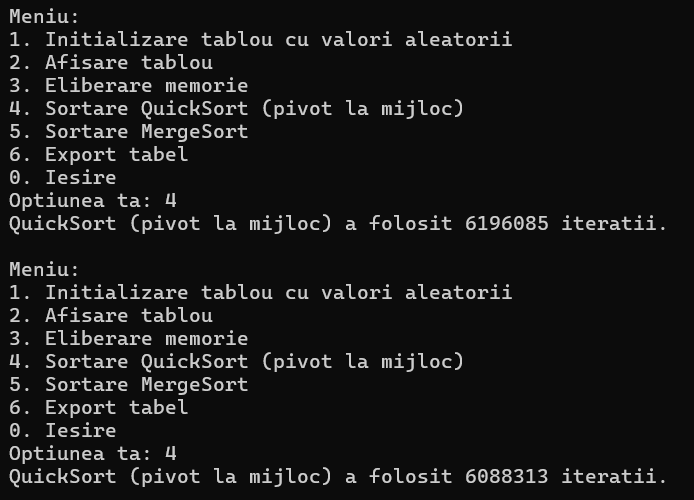 Meniu:
1. Initializare tablou cu valori aleatorii
2. Afisare tablou
3. Eliberare memorie
4. Sortare QuickSort (pivot la mijloc)
5. Sortare MergeSort
6. Export tabel
0. Iesire
Optiunea ta: 4
QuickSort (pivot la mijloc) a folosit 6196085 iteratii.

Meniu:
1. Initializare tablou cu valori aleatorii
2. Afisare tablou
3. Eliberare memorie
4. Sortare QuickSort (pivot la mijloc)
5. Sortare MergeSort
6. Export tabel
0. Iesire
Optiunea ta: 4
QuickSort (pivot la mijloc) a folosit 6088313 iteratii.